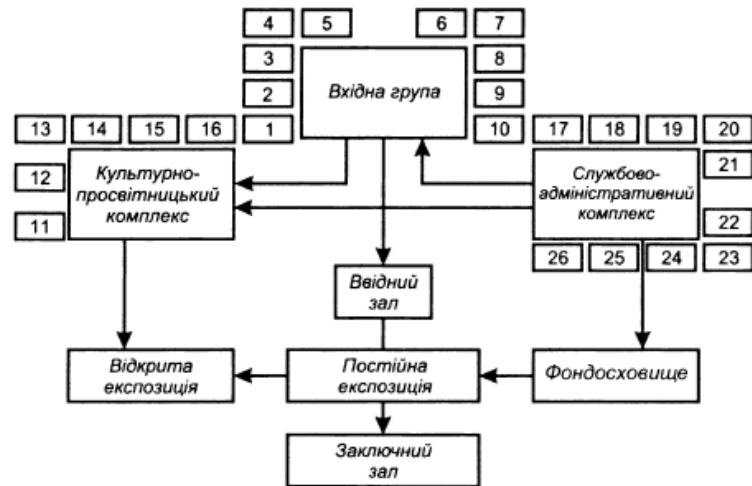 4 5 6 7
3 8
Вхідна група
2 9
13 14 15 16 1 10 17 18 19 20
12
Культурно-
просвітницький
комплекс
Службово-
адміністративний
комплекс
21
11 22
26 25 24 23
Ввідний
зал
Відкрита
експозиція
Постійна
експозиція
Фондосховище
Заключний
зал